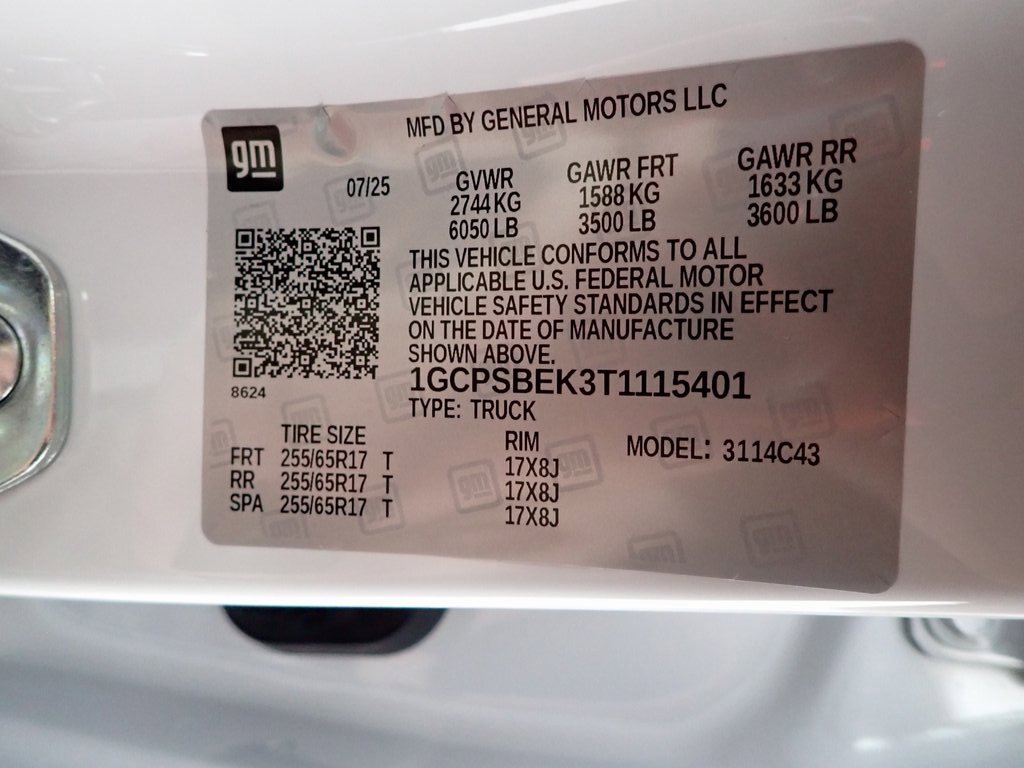 gm
MFD BY GENERAL MOTORS LLC
07/25
GVWR GAWR FRT GAWR RR
2744 KG 1588 KG 1633 KG
6050 LB 3500 LB 3600 LB
THIS VEHICLE CONFORMS TO ALL
APPLICABLE U.S. FEDERAL MOTOR
VEHICLE SAFETY STANDARDS IN EFFECT
ON THE DATE OF MANUFACTURE
SHOWN ABOVE.
8624
1GCPSBEK3T1115401
TYPE: TRUCK
TIRE SIZE RIM MODEL: 3114C43
FRT 255/65R17 T 17X8J
RR 255/65R17 T 17X8J
SPA 255/65R17 T 17X8J